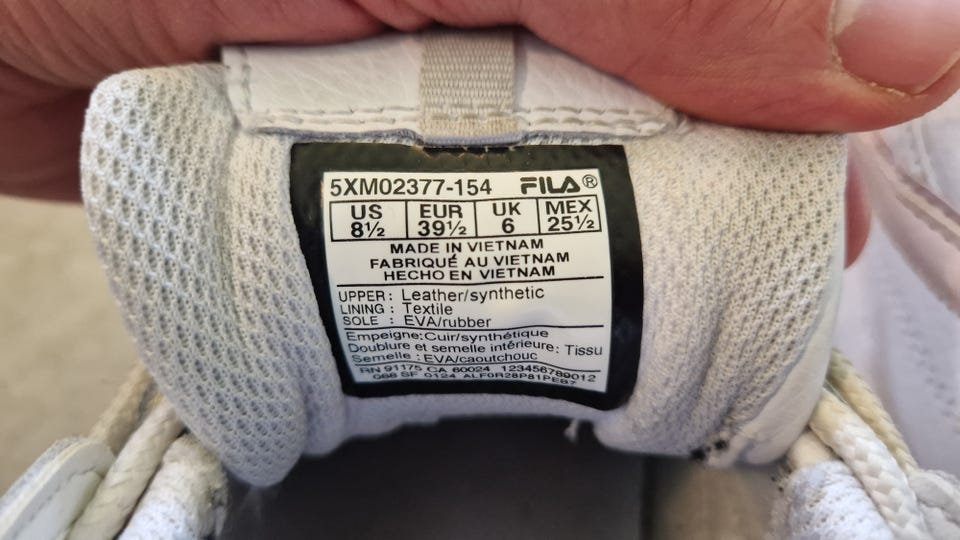 5XM02377-154 FILA®
US EUR UK MEX
8½ 39½ 6 25½
MADE IN VIETNAM
FABRIQUÉ AU VIETNAM
HECHO EN VIETNAM
UPPER: Leather/synthetic
LINING : Textile
SOLE : EVA/rubber
Empeigne:Cuir/synthétique
Doublure et semelle intérieure: Tissu
Semelle : EVA/caoutchouc
RN 91175 CA 60024 123456789012
SF 0124